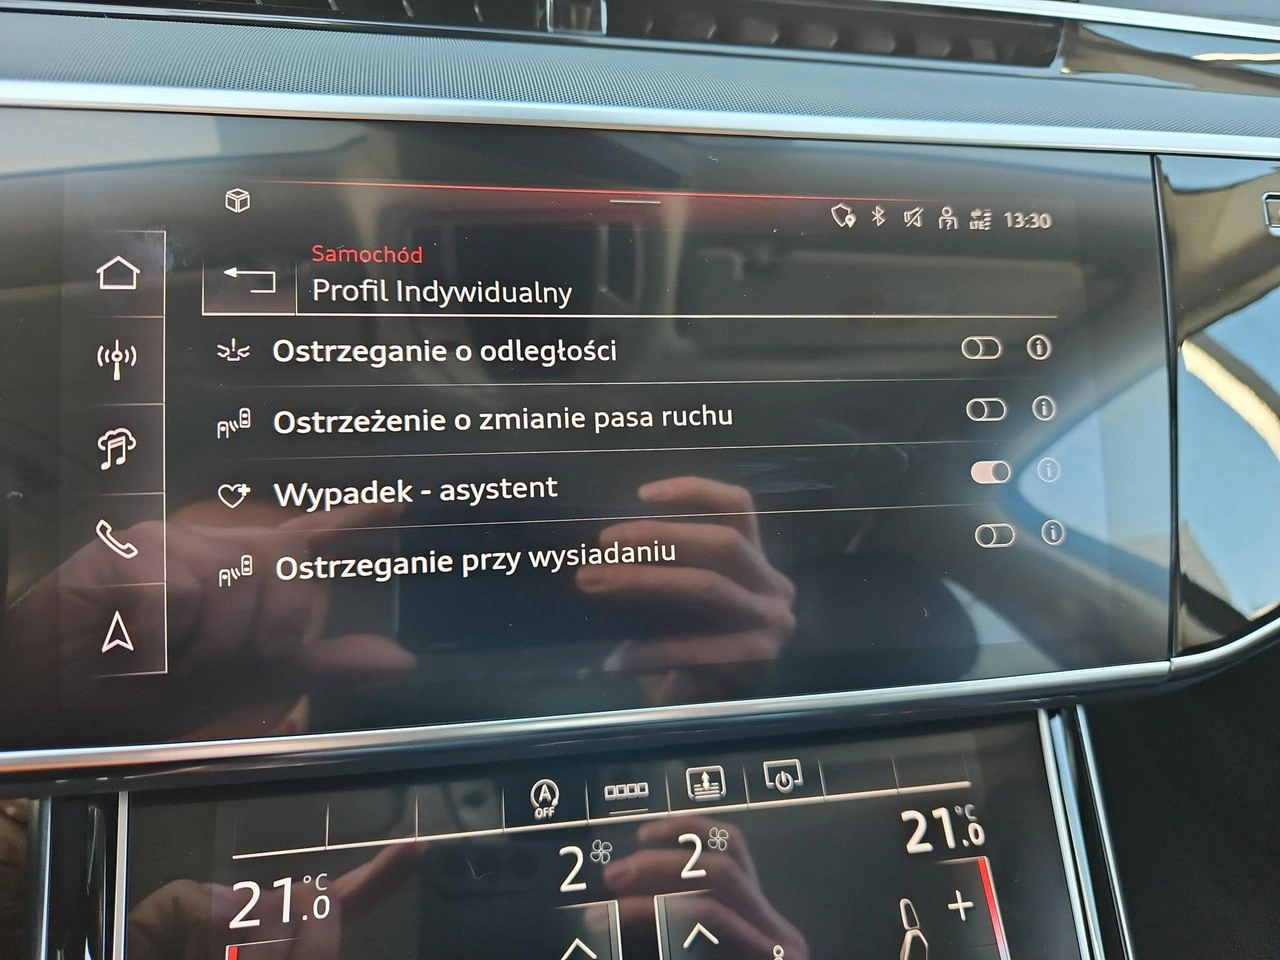 13:30
Samochód
Profil Indywidualny
Ostrzeganie o odległości
Ostrzeżenie o zmianie pasa ruchu
Wypadek - asystent
Ostrzeganie przy wysiadaniu
A
OFF
2
2
21.0 °C
21.0 °C